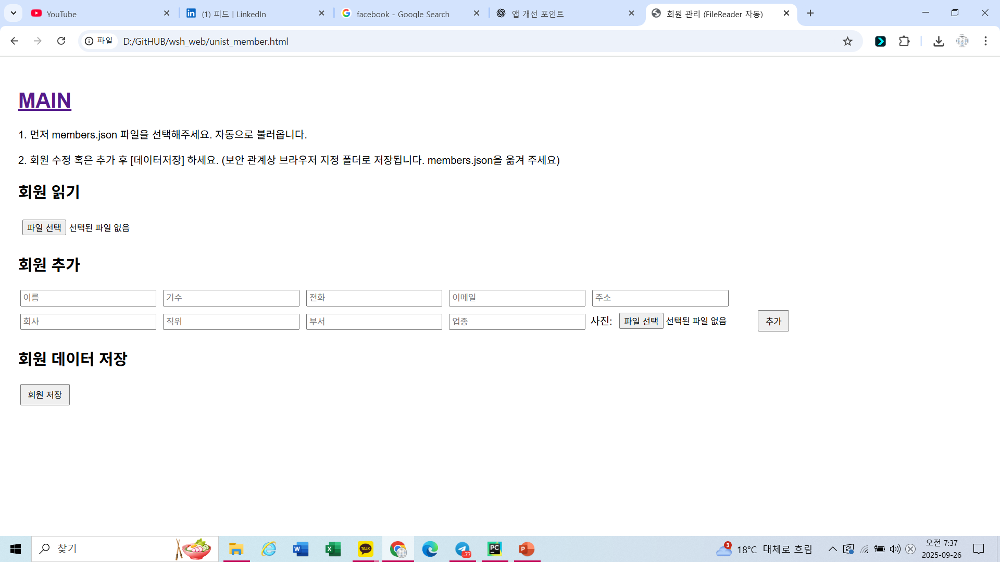 YouTube
(1) 피드 | LinkedIn
facebook - Google Search
앱 개선 포인트
회원 관리 (FileReader 자동)
파일
D:/GitHUB/wsh_web/unist_member.html
MAIN
1. 먼저 members.json 파일을 선택해주세요. 자동으로 불러옵니다.
2. 회원 수정 혹은 추가 후 [데이터저장] 하세요. (보안 관계상 브라우저 지정 폴더로 저장됩니다. members.json을 옮겨 주세요)
회원 읽기
파일 선택 선택된 파일 없음
회원 추가
이름 기수 전화 이메일 주소
회사 직위 부서 업종 사진: 파일 선택 선택된 파일 없음 추가
회원 데이터 저장
회원 저장
찾기
W
X
TALK
77
PC
P
3
18°C 대체로 흐림
오전 7:37
2025-09-26